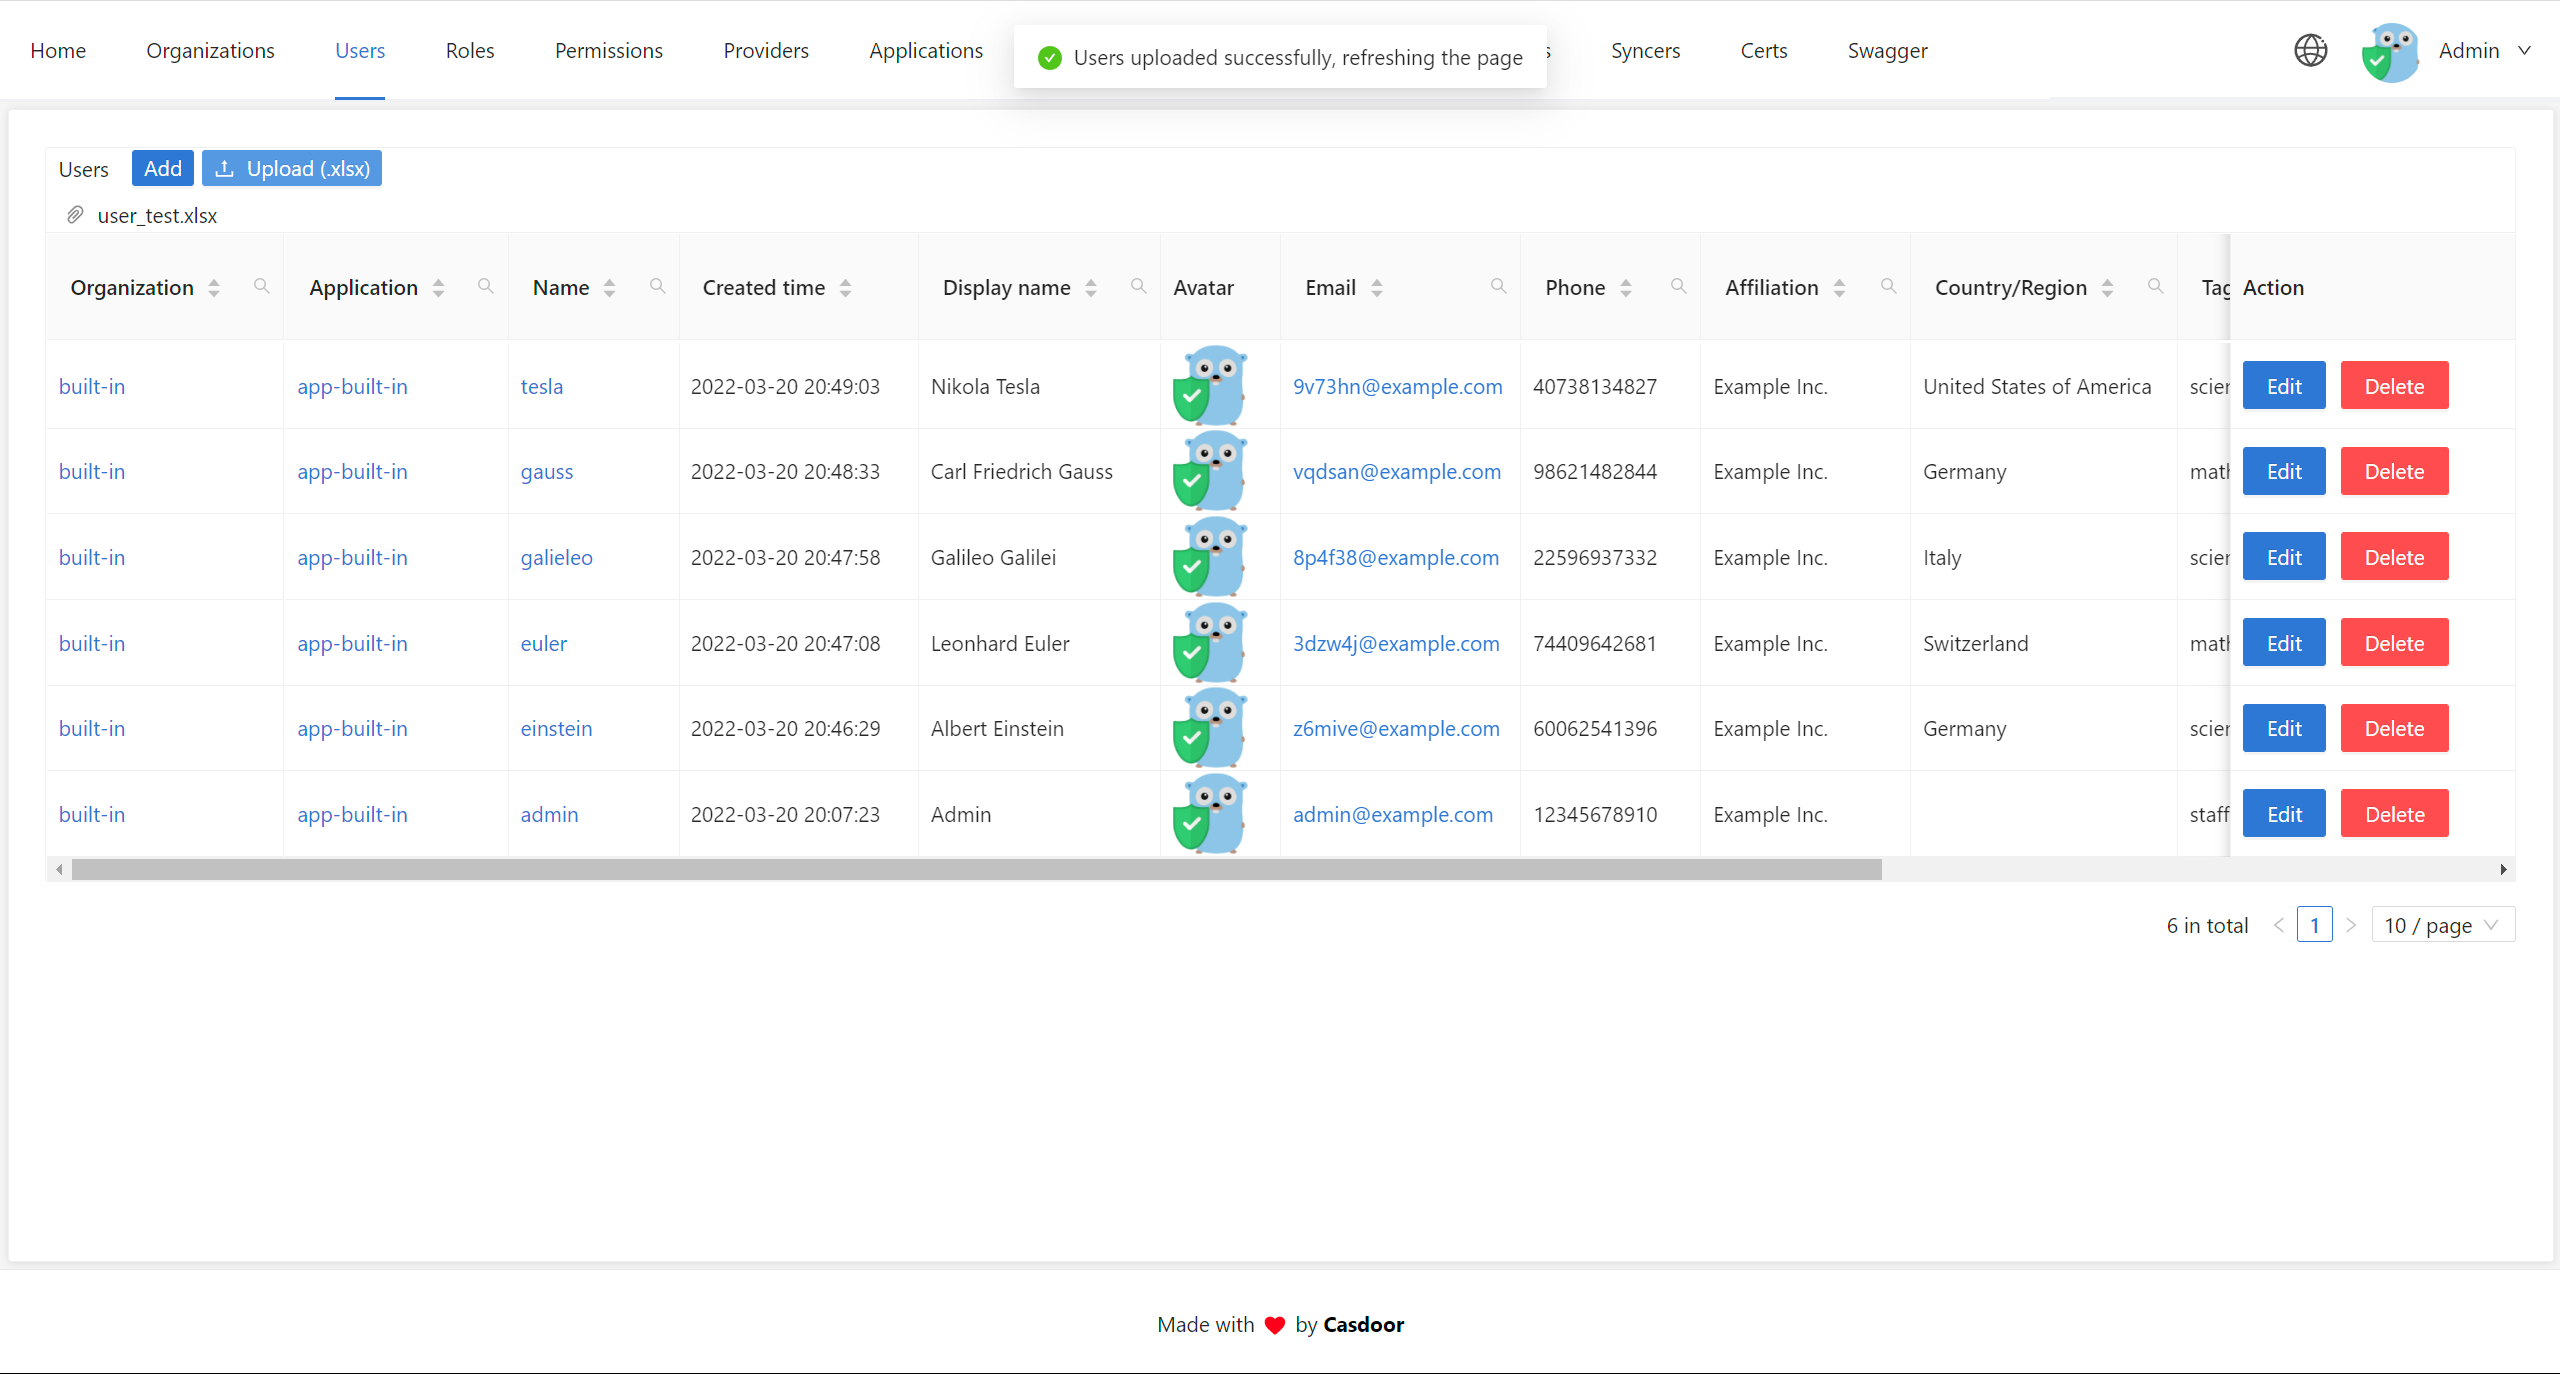 Home Organizations Users Roles Permissions Providers Applications Syncers Certs Swagger Admin
Users uploaded successfully, refreshing the page
Users Add Upload (.xlsx)
user_test.xlsx
Organization Application Name Created time Display name Avatar Email Phone Affiliation Country/Region Tag Action
built-in app-built-in tesla 2022-03-20 20:49:03 Nikola Tesla 9v73hn@example.com 40738134827 Example Inc. United States of America scier Edit Delete
built-in app-built-in gauss 2022-03-20 20:48:33 Carl Friedrich Gauss vqdsan@example.com 98621482844 Example Inc. Germany math Edit Delete
built-in app-built-in galieleo 2022-03-20 20:47:58 Galileo Galilei 8p4f38@example.com 22596937332 Example Inc. Italy scier Edit Delete
built-in app-built-in euler 2022-03-20 20:47:08 Leonhard Euler 3dzw4j@example.com 74409642681 Example Inc. Switzerland math Edit Delete
built-in app-built-in einstein 2022-03-20 20:46:29 Albert Einstein z6mive@example.com 60062541396 Example Inc. Germany scier Edit Delete
built-in app-built-in admin 2022-03-20 20:07:23 Admin admin@example.com 12345678910 Example Inc. staff Edit Delete
6 in total 1 10 / page
Made with ❤ by Casdoor